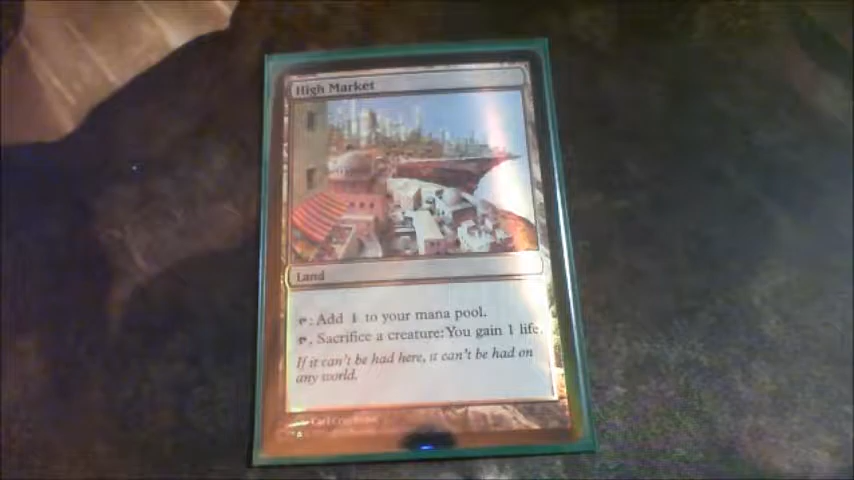 High Market
Land
: Add 1 to your mana pool.
, Sacrifice a creature: You gain 1 life.
If it can't be had here, it can't be had on
any world.